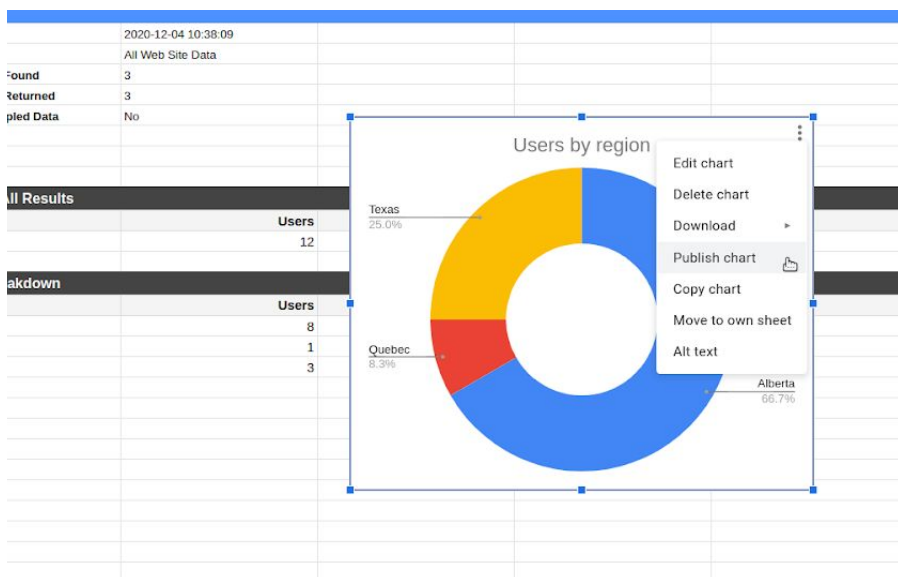 2020-12-04 10:38:09
All Web Site Data
Found 3
Returned 3
pled Data No
Users by region
Edit chart
Delete chart
Download
Publish chart
Copy chart
Move to own sheet
Alt text
All Results
Users
12
akdown
Users
8
1
3
Texas
25.0%
Quebec
8.3%
Alberta
66.7%